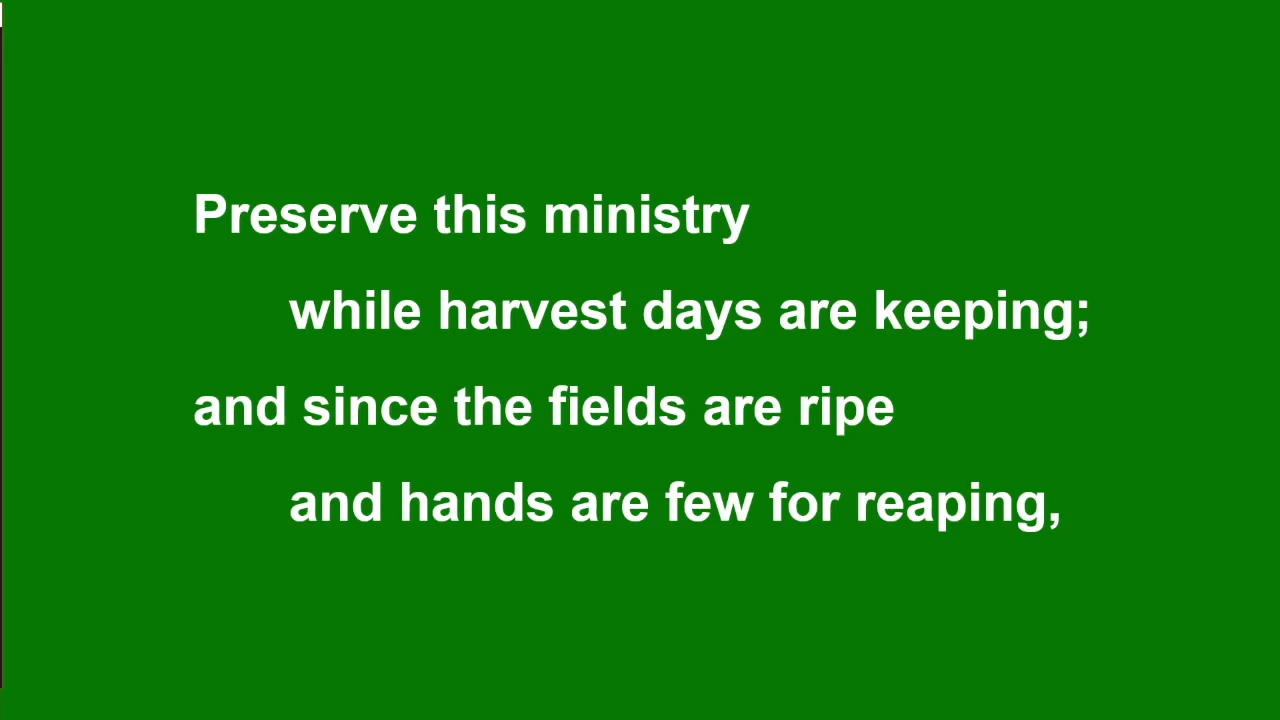 Preserve this ministry
while harvest days are keeping;
and since the fields are ripe
and hands are few for reaping,